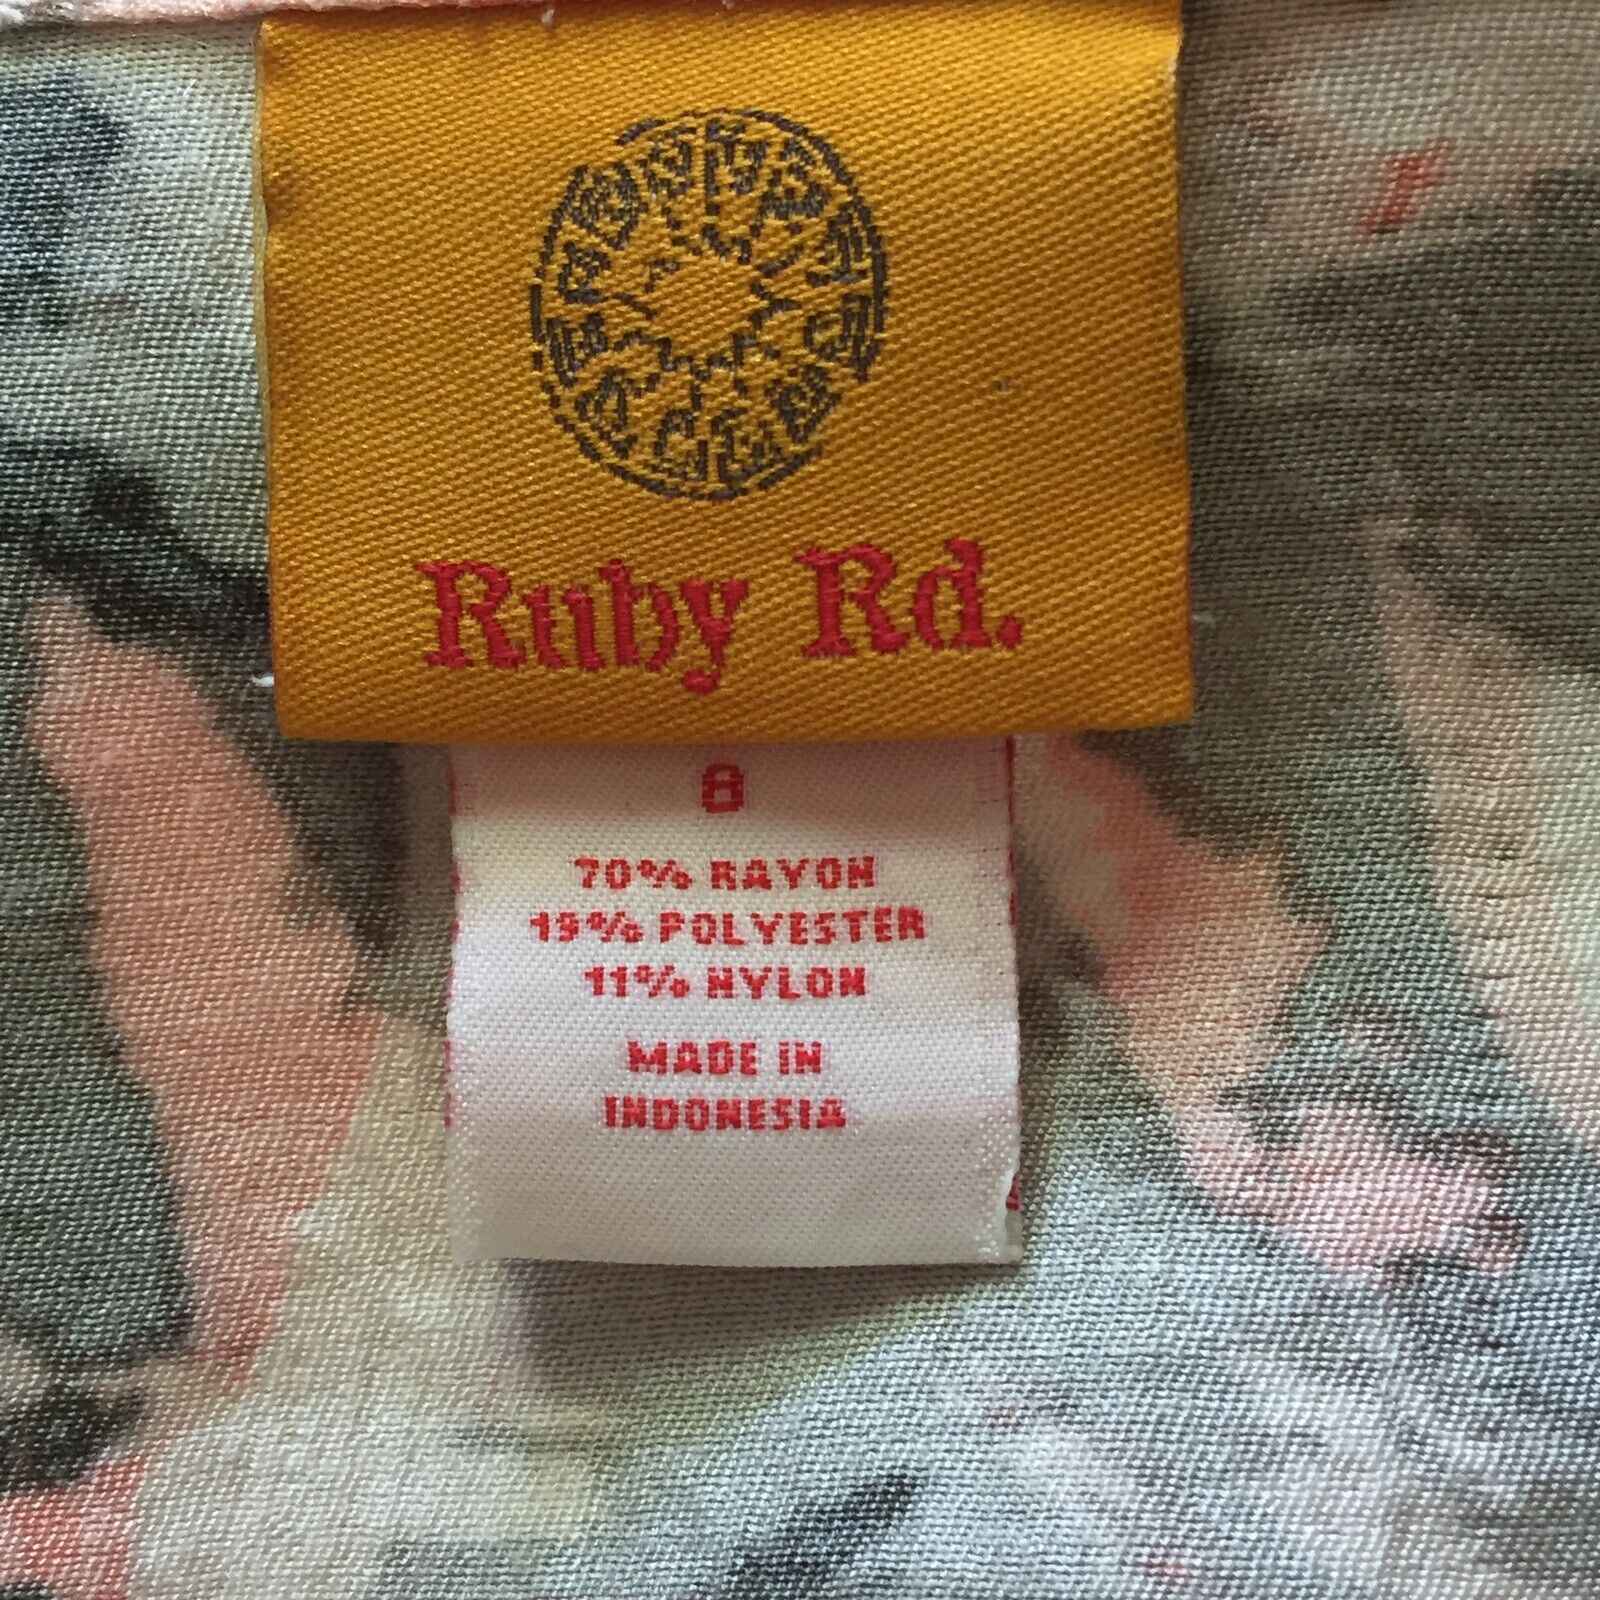 Ruby Rd.
8
70% RAYON
19% POLYESTER
11% NYLON
MADE IN
INDONESIA